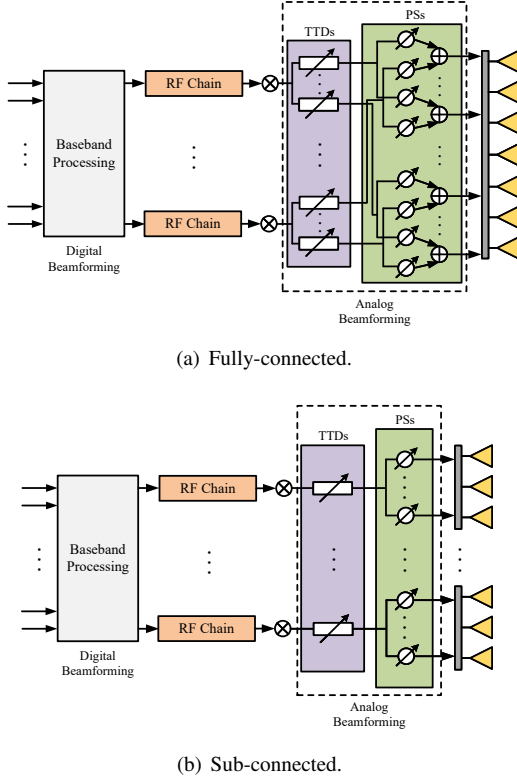 PSs
TTDs
RF Chain
Baseband
Processing
RF Chain
Digital
Beamforming
Analog
Beamforming
(a) Fully-connected.
TTDs
PSs
RF Chain
Baseband
Processing
RF Chain
Digital
Beamforming
Analog
Beamforming
(b) Sub-connected.